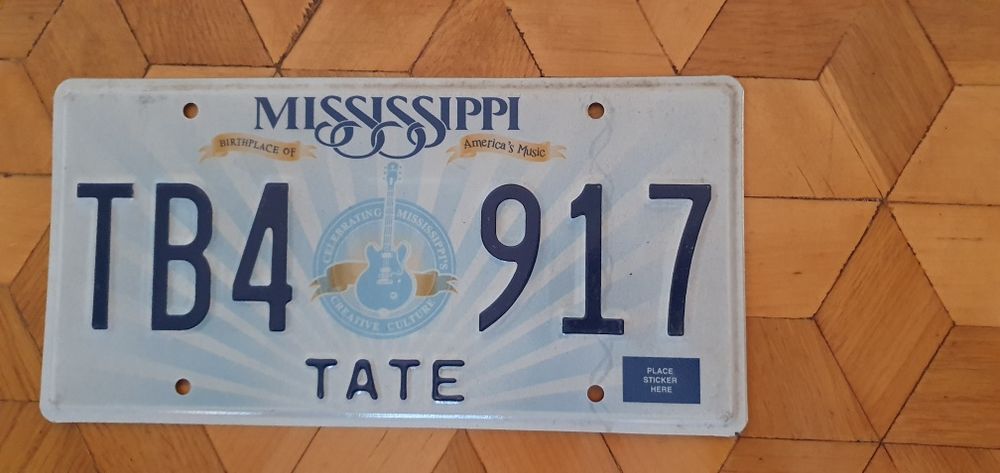 MISSISSIPPI
BIRTHPLACE OF America's Music
TB4 917
CELEBRATING MISSISSIPPI'S
CREATIVE CULTURE
TATE
PLACE
STICKER
HERE